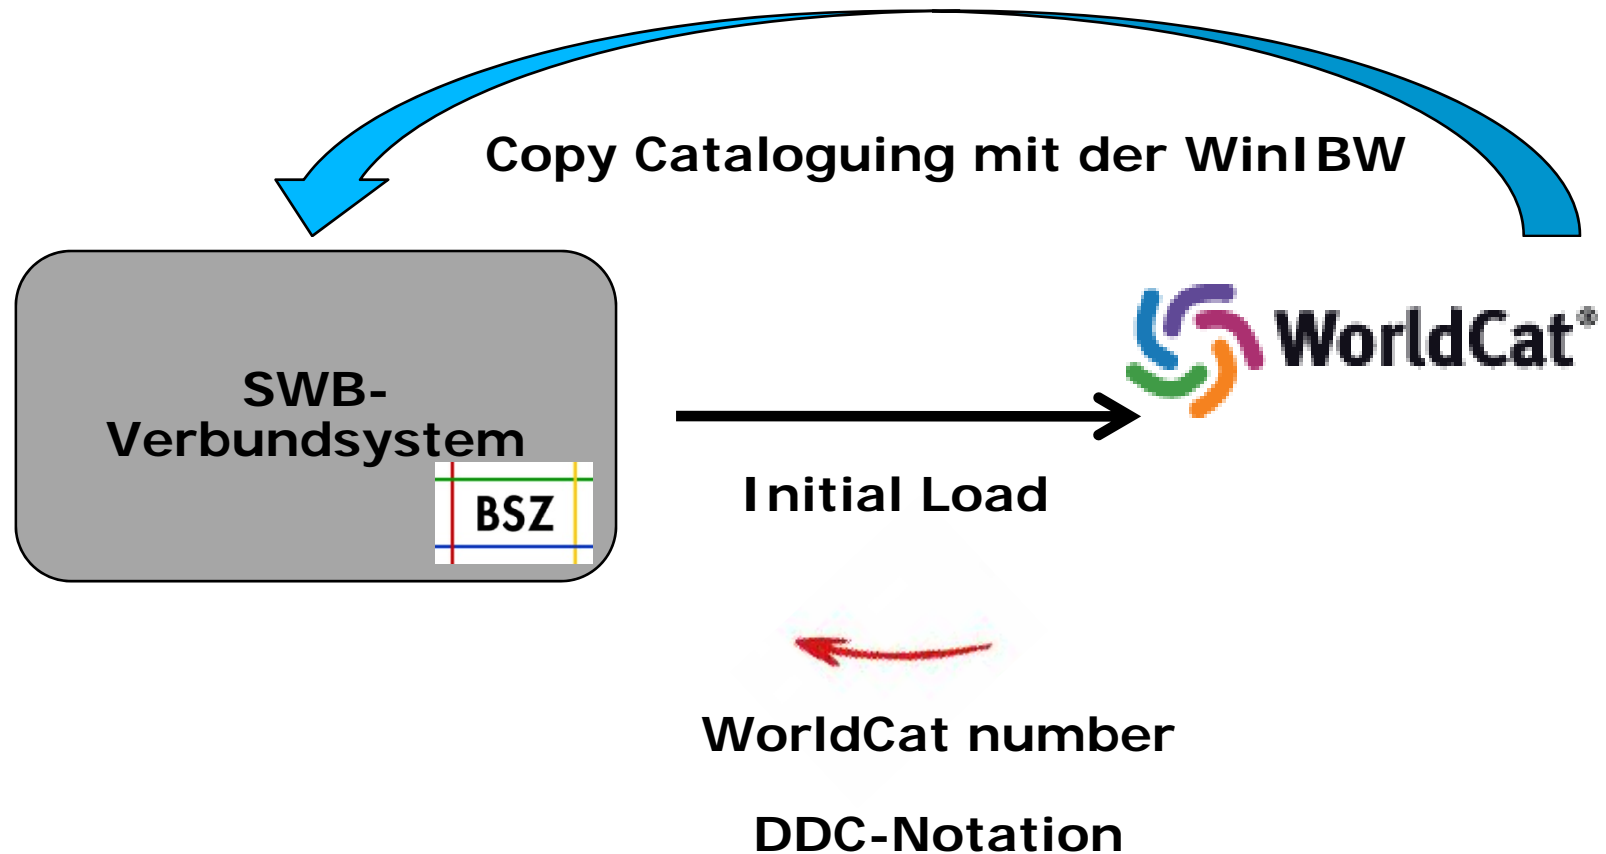 Copy Cataloguing mit der WinIBW
WorldCat®
SWB-
Verbundsystem
BSZ
Initial Load
WorldCat number
DDC-Notation